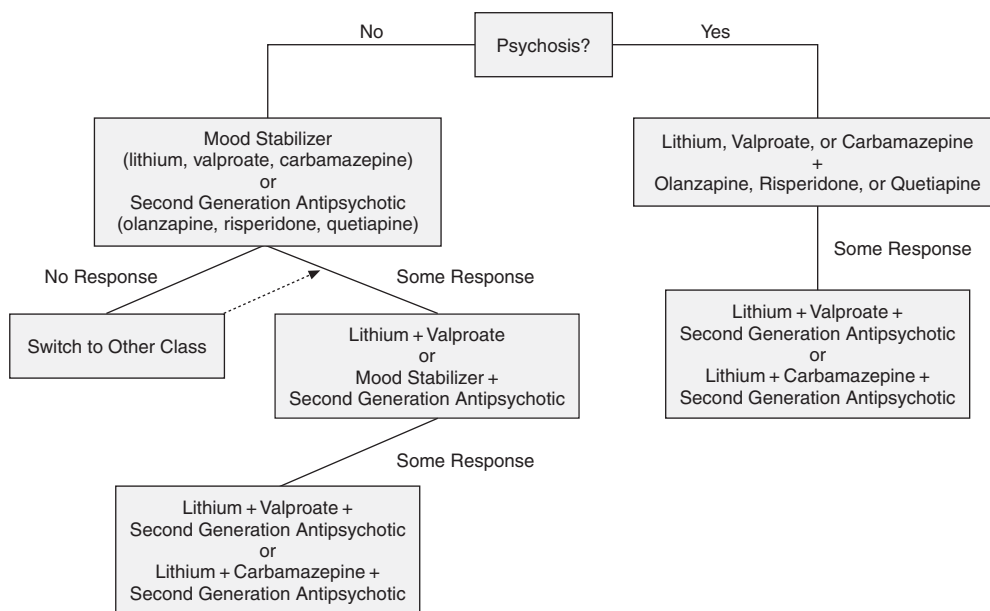 Psychosis?
No
Yes
Mood Stabilizer
(lithium, valproate, carbamazepine)
or
Second Generation Antipsychotic
(olanzapine, risperidone, quetiapine)
Lithium, Valproate, or Carbamazepine
+
Olanzapine, Risperidone, or Quetiapine
No Response
Some Response
Some Response
Switch to Other Class
Lithium + Valproate
or
Mood Stabilizer +
Second Generation Antipsychotic
Lithium + Valproate +
Second Generation Antipsychotic
or
Lithium + Carbamazepine +
Second Generation Antipsychotic
Some Response
Lithium + Valproate +
Second Generation Antipsychotic
or
Lithium + Carbamazepine +
Second Generation Antipsychotic